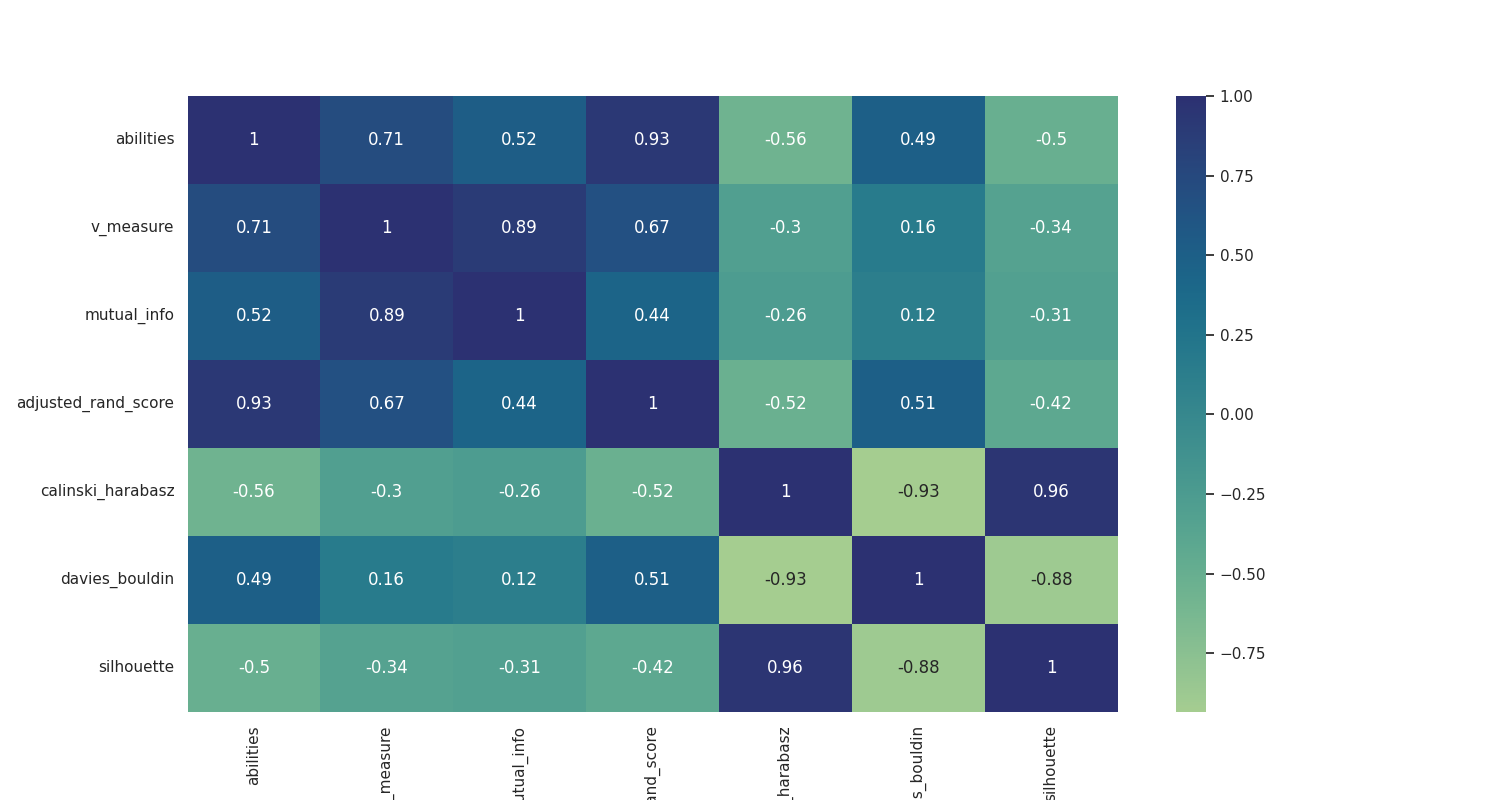 1.00
abilities 1 0.71 0.52 0.93 -0.56 0.49 -0.5
0.75
v_measure 0.71 1 0.89 0.67 -0.3 0.16 -0.34
0.50
mutual_info 0.52 0.89 1 0.44 -0.26 0.12 -0.31
0.25
adjusted_rand_score 0.93 0.67 0.44 1 -0.52 0.51 -0.42
0.00
calinski_harabasz -0.56 -0.3 -0.26 -0.52 1 -0.93 0.96
−0.25
davies_bouldin 0.49 0.16 0.12 0.51 -0.93 1 -0.88
−0.50
silhouette -0.5 -0.34 -0.31 -0.42 0.96 -0.88 1
−0.75
abilities
_measure
utual_info
and_score
_harabasz
s_bouldin
silhouette